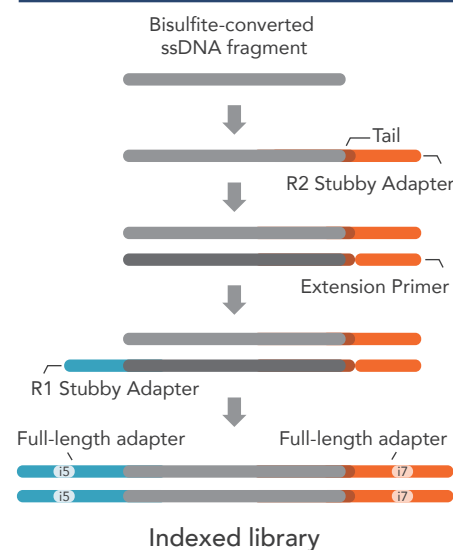 Bisulfite-converted
ssDNA fragment
Tail
R2 Stubby Adapter
Extension Primer
R1 Stubby Adapter
Full-length adapter Full-length adapter
i5 i7
i5 i7
Indexed library